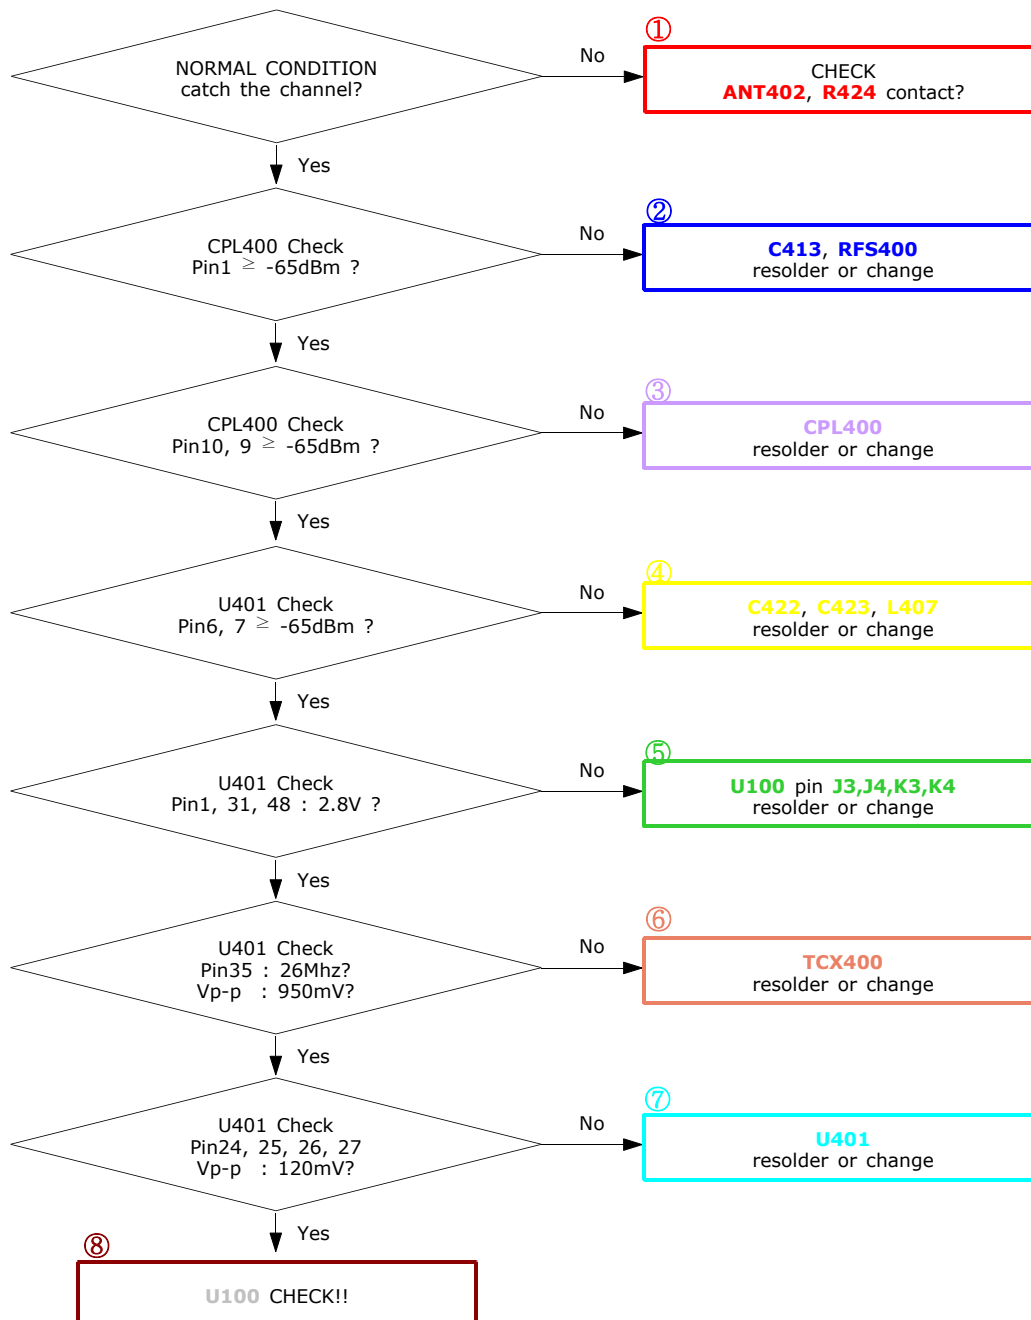 NORMAL CONDITION
catch the channel?
No
①
CHECK
ANT402, R424 contact?
Yes
CPL400 Check
Pin1 ≥ -65dBm ?
No
②
C413, RFS400
resolder or change
Yes
CPL400 Check
Pin10, 9 ≥ -65dBm ?
No
③
CPL400
resolder or change
Yes
U401 Check
Pin6, 7 ≥ -65dBm ?
No
④
C422, C423, L407
resolder or change
Yes
U401 Check
Pin1, 31, 48 : 2.8V ?
No
⑤
U100 pin J3,J4,K3,K4
resolder or change
Yes
U401 Check
Pin35 : 26Mhz?
Vp-p : 950mV?
No
⑥
TCX400
resolder or change
Yes
U401 Check
Pin24, 25, 26, 27
Vp-p : 120mV?
No
⑦
U401
resolder or change
Yes
⑧
U100 CHECK!!